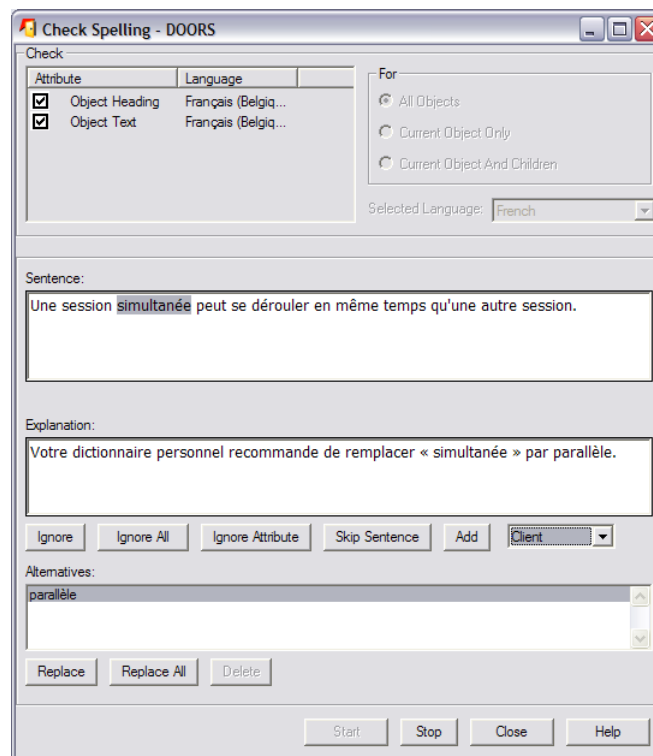 Check Spelling - DOORS
Check
Attribute Language
Object Heading Français (Belgiq...
Object Text Français (Belgiq...
For
All Objects
Current Object Only
Current Object And Children
Selected Language: French
Sentence:
Une session simultanée peut se dérouler en même temps qu'une autre session.
Explanation:
Votre dictionnaire personnel recommande de remplacer « simultanée » par parallèle.
Ignore Ignore All Ignore Attribute Skip Sentence Add Client
Alternatives:
parallèle
Replace Replace All Delete
Start Stop Close Help